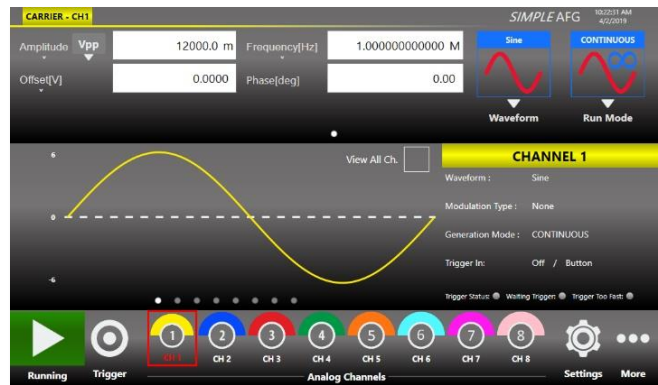 CARRIER - CH1
SIMPLE AFG
10:22:31 AM
4/2/2019
Amplitude Vpp 12000.0 m Frequency[Hz] 1.000000000000 M
Sine
CONTINUOUS
Offset[V] 0.0000 Phase[deg] 0.00
Waveform
Run Mode
6
View All Ch.
CHANNEL 1
Waveform : Sine
0
Modulation Type : None
Generation Mode : CONTINUOUS
Trigger In: Off / Button
-6
Trigger Status: Waiting Trigger: Trigger Too Fast:
1 2 3 4 5 6 7 8
CH 1 CH 2 CH 3 CH 4 CH 5 CH 6 CH 7 CH 8
Running Trigger Analog Channels Settings More